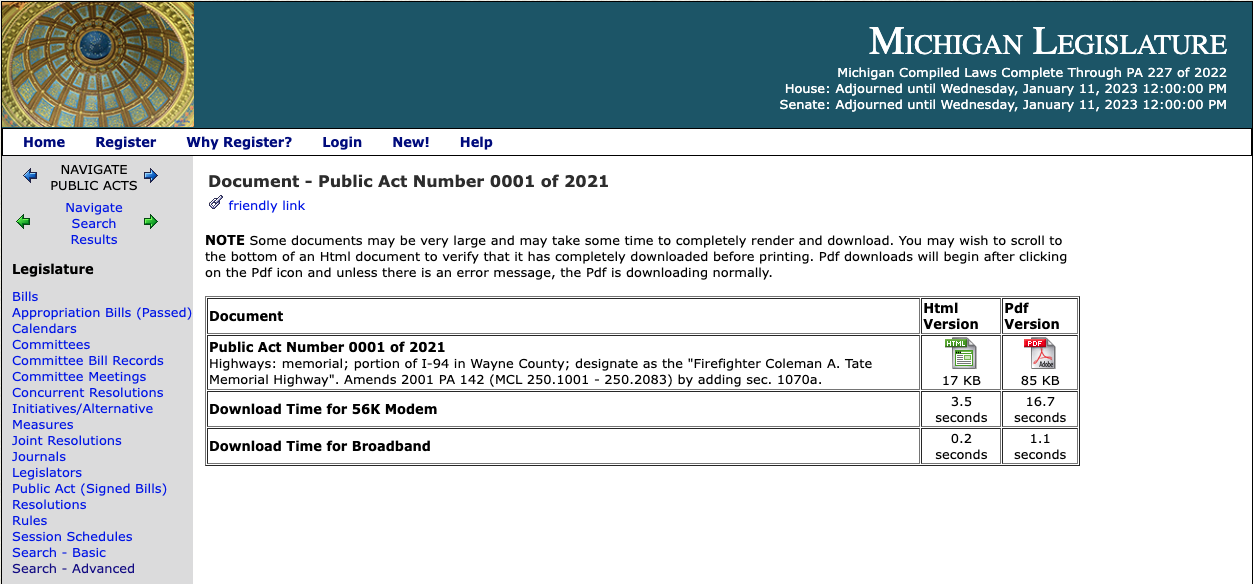 MICHIGAN LEGISLATURE
Michigan Compiled Laws Complete Through PA 227 of 2022
House: Adjourned until Wednesday, January 11, 2023 12:00:00 PM
Senate: Adjourned until Wednesday, January 11, 2023 12:00:00 PM
Home Register Why Register? Login New! Help
NAVIGATE
PUBLIC ACTS
Navigate
Search
Results
Legislature
Bills
Appropriation Bills (Passed)
Calendars
Committees
Committee Bill Records
Committee Meetings
Concurrent Resolutions
Initiatives/Alternative
Measures
Joint Resolutions
Journals
Legislators
Public Act (Signed Bills)
Resolutions
Rules
Session Schedules
Search - Basic
Search - Advanced
Document - Public Act Number 0001 of 2021
friendly link
NOTE Some documents may be very large and may take some time to completely render and download. You may wish to scroll to
the bottom of an Html document to verify that it has completely downloaded before printing. Pdf downloads will begin after clicking
on the Pdf icon and unless there is an error message, the Pdf is downloading normally.
Document
Html
Version
Pdf
Version
Public Act Number 0001 of 2021
Highways: memorial; portion of I-94 in Wayne County; designate as the "Firefighter Coleman A. Tate
Memorial Highway". Amends 2001 PA 142 (MCL 250.1001 - 250.2083) by adding sec. 1070a.
HTML
17 KB
PDF
Adobe
85 KB
Download Time for 56K Modem
3.5
seconds
16.7
seconds
Download Time for Broadband
0.2
seconds
1.1
seconds